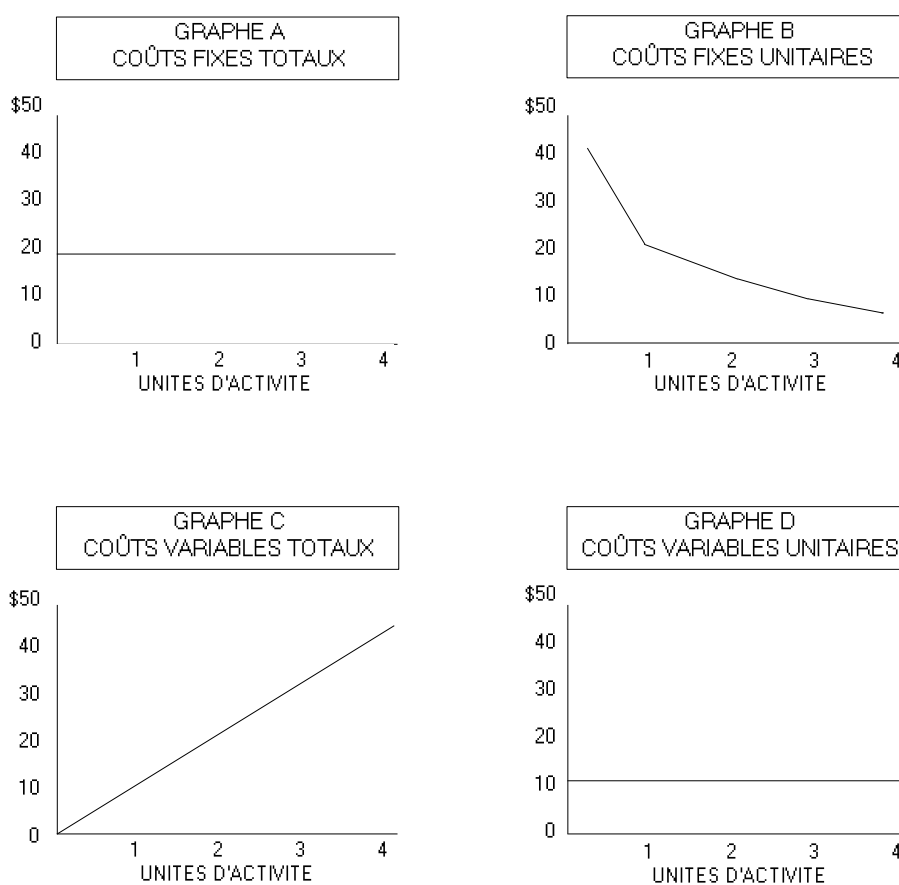 GRAPHE A
COÛTS FIXES TOTAUX
$50
40
30
20
10
0
1 2 3 4
UNITES D'ACTIVITE
GRAPHE B
COÛTS FIXES UNITAIRES
$50
40
30
20
10
0
1 2 3 4
UNITES D'ACTIVITE
GRAPHE C
COÛTS VARIABLES TOTAUX
$50
40
30
20
10
0
1 2 3 4
UNITES D'ACTIVITE
GRAPHE D
COÛTS VARIABLES UNITAIRES
$50
40
30
20
10
0
1 2 3 4
UNITES D'ACTIVITE